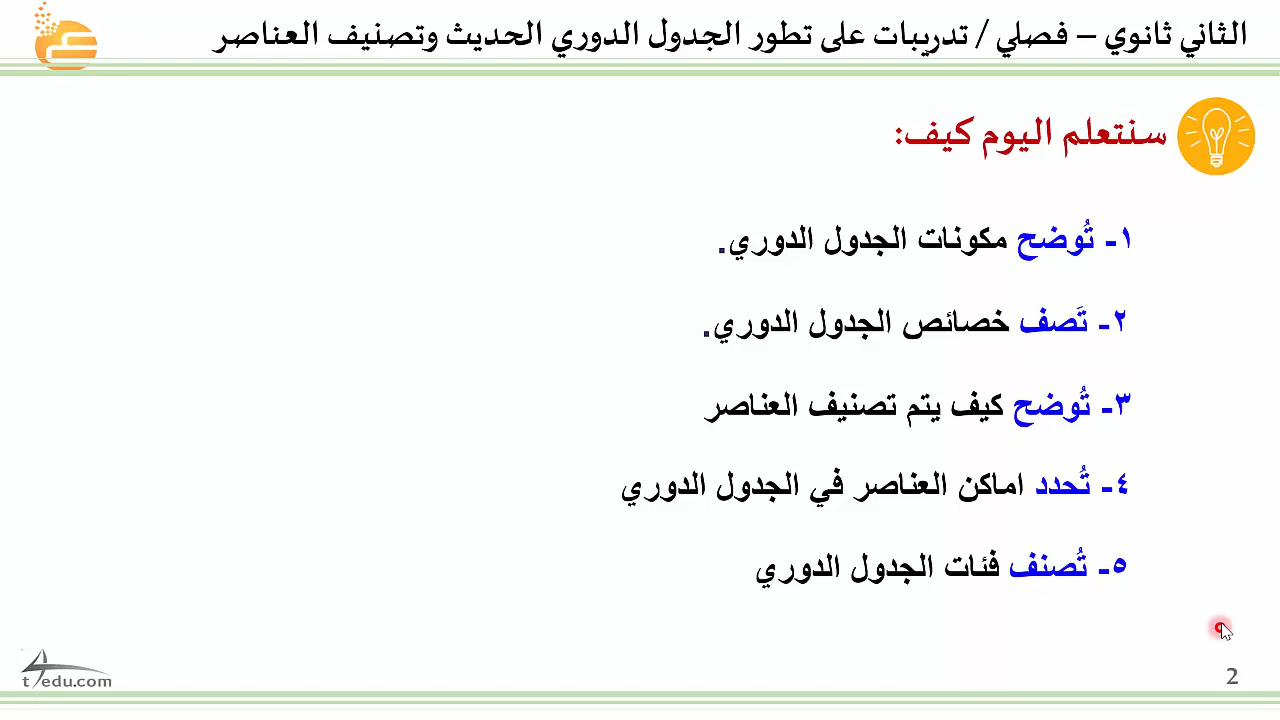 الثاني ثانوي – فصلي / تدريبات على تطور الجدول الدوري الحديث وتصنيف العناصر
سنتعلم اليوم كيف:
١- تُوضح مكونات الجدول الدوري.
٢- تَصف خصائص الجدول الدوري.
٣- تُوضح كيف يتم تصنيف العناصر
٤- تُحدد اماكن العناصر في الجدول الدوري
٥- تُصنف فئات الجدول الدوري
t4edu.com
2